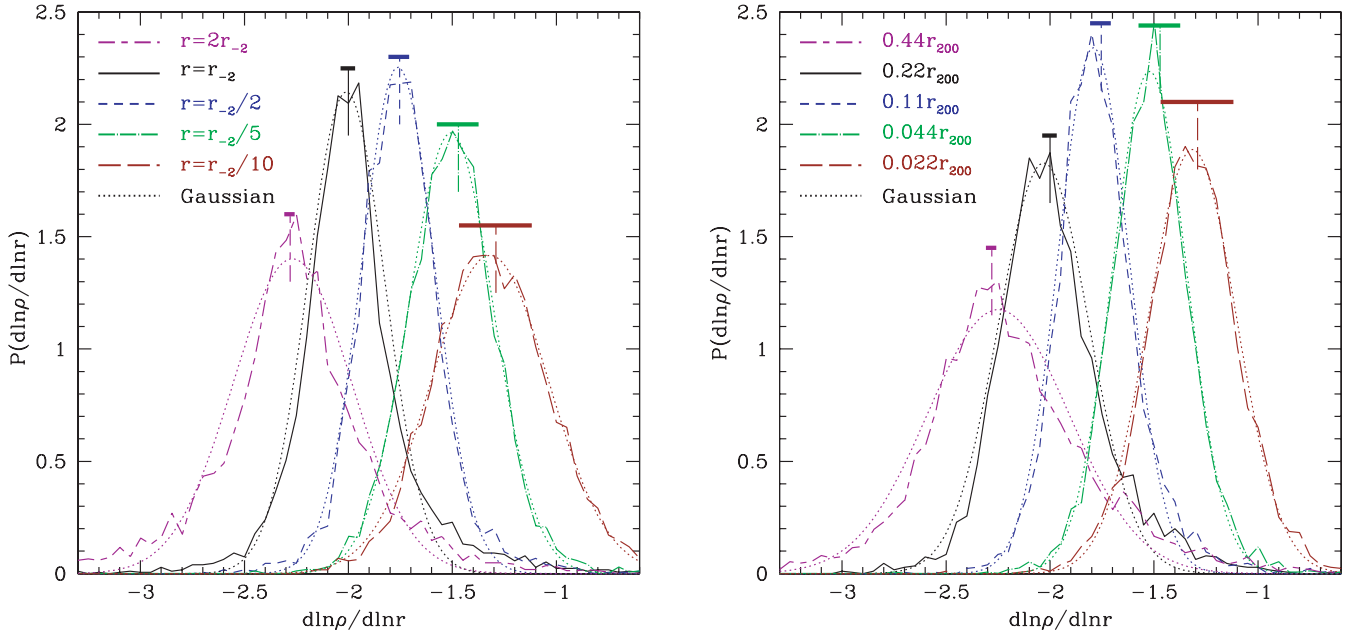 2.5
2
1.5
1
0.5
0
P(dlnρ/dlnr)
r=2r₋₂
r=r₋₂
r=r₋₂/2
r=r₋₂/5
r=r₋₂/10
Gaussian
−3 −2.5 −2 −1.5 −1
dlnρ/dlnr
2.5
2
1.5
1
0.5
0
P(dlnρ/dlnr)
0.44r₂₀₀
0.22r₂₀₀
0.11r₂₀₀
0.044r₂₀₀
0.022r₂₀₀
Gaussian
−3 −2.5 −2 −1.5 −1
dlnρ/dlnr